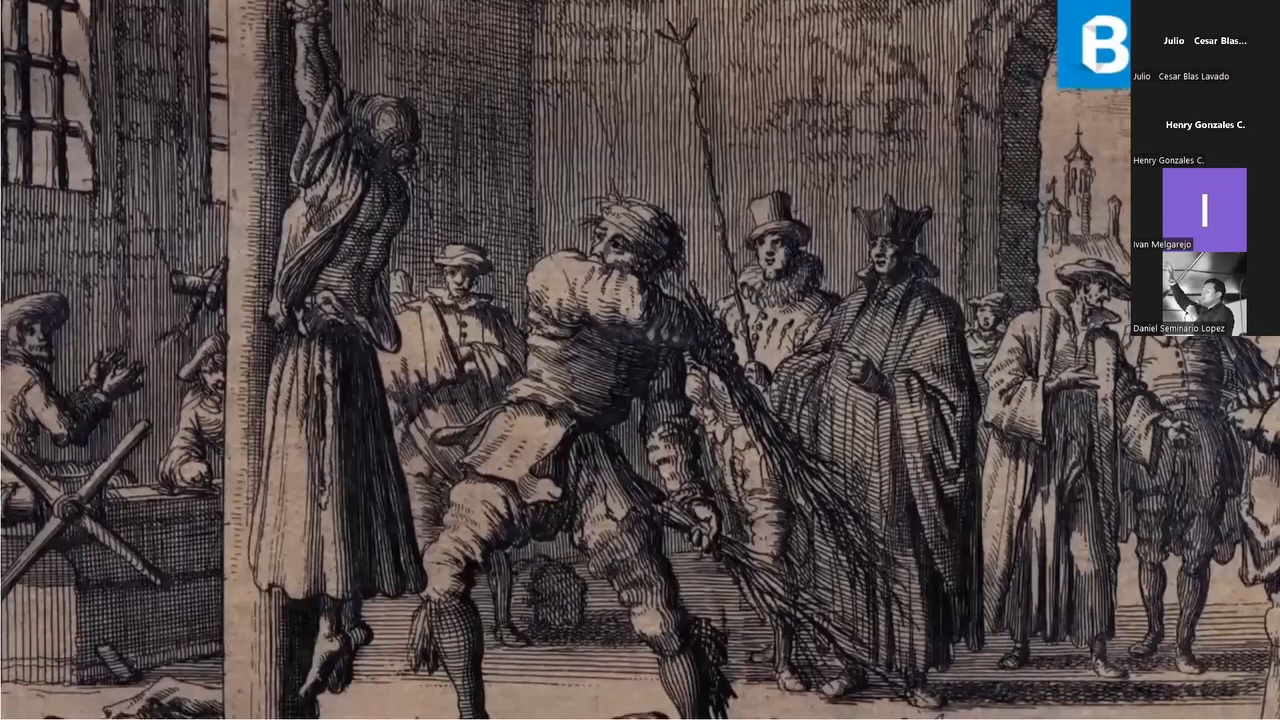 B
Julio Cesar Blas...
Julio Cesar Blas Lavado
Henry Gonzales C.
Henry Gonzales C.
I
Ivan Melgarejo
Daniel Seminario Lopez